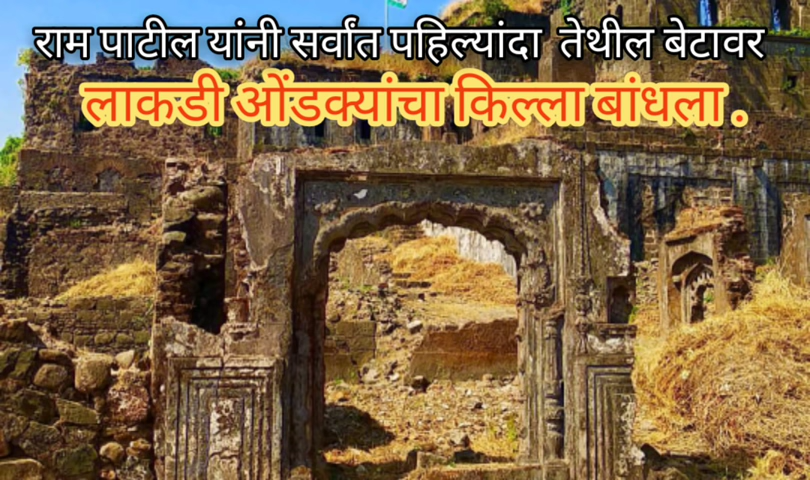 राम पाटील यांनी सर्वांत पहिल्यांदा तेथील बेटावर
लाकडी ओंडक्यांचा किल्ला बांधला .